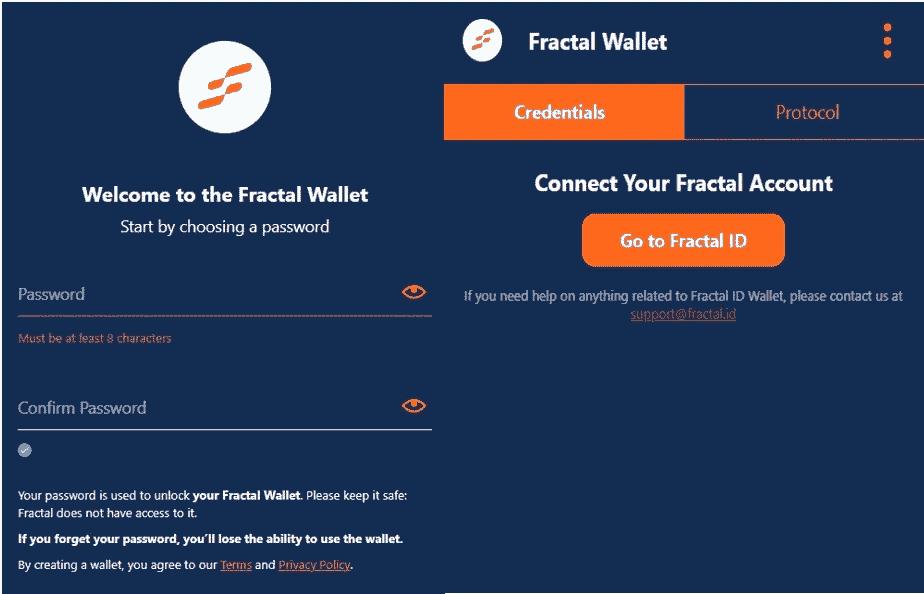 Welcome to the Fractal Wallet
Start by choosing a password
Password
Must be at least 8 characters
Confirm Password
Your password is used to unlock your Fractal Wallet. Please keep it safe:
Fractal does not have access to it.
If you forget your password, you'll lose the ability to use the wallet.
By creating a wallet, you agree to our Terms and Privacy Policy.
Fractal Wallet
Credentials
Protocol
Connect Your Fractal Account
Go to Fractal ID
If you need help on anything related to Fractal ID Wallet, please contact us at
support@fractal.id